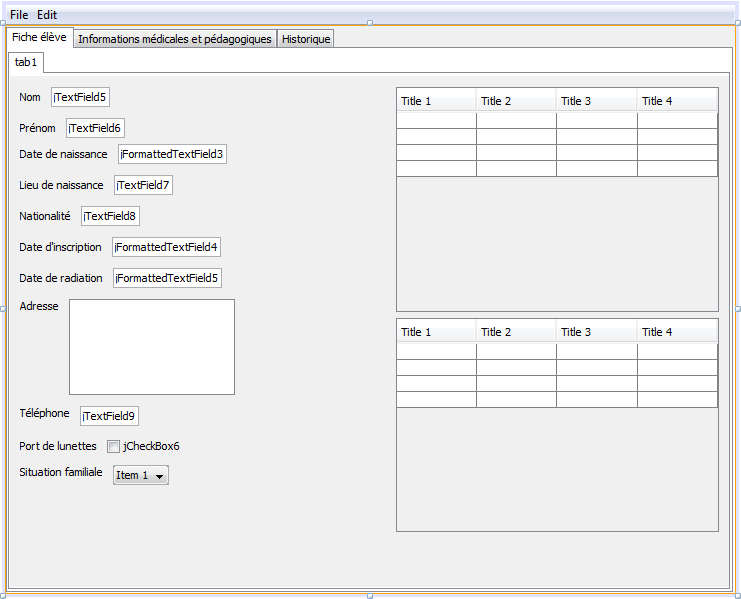 File Edit
Fiche élève Informations médicales et pédagogiques Historique
tab1
Nom jTextField5
Prénom jTextField6
Date de naissance jFormattedTextField3
Lieu de naissance jTextField7
Nationalité jTextField8
Date d'inscription jFormattedTextField4
Date de radiation jFormattedTextField5
Adresse
Téléphone jTextField9
Port de lunettes jCheckBox6
Situation familiale Item 1
Title 1 Title 2 Title 3 Title 4
Title 1 Title 2 Title 3 Title 4